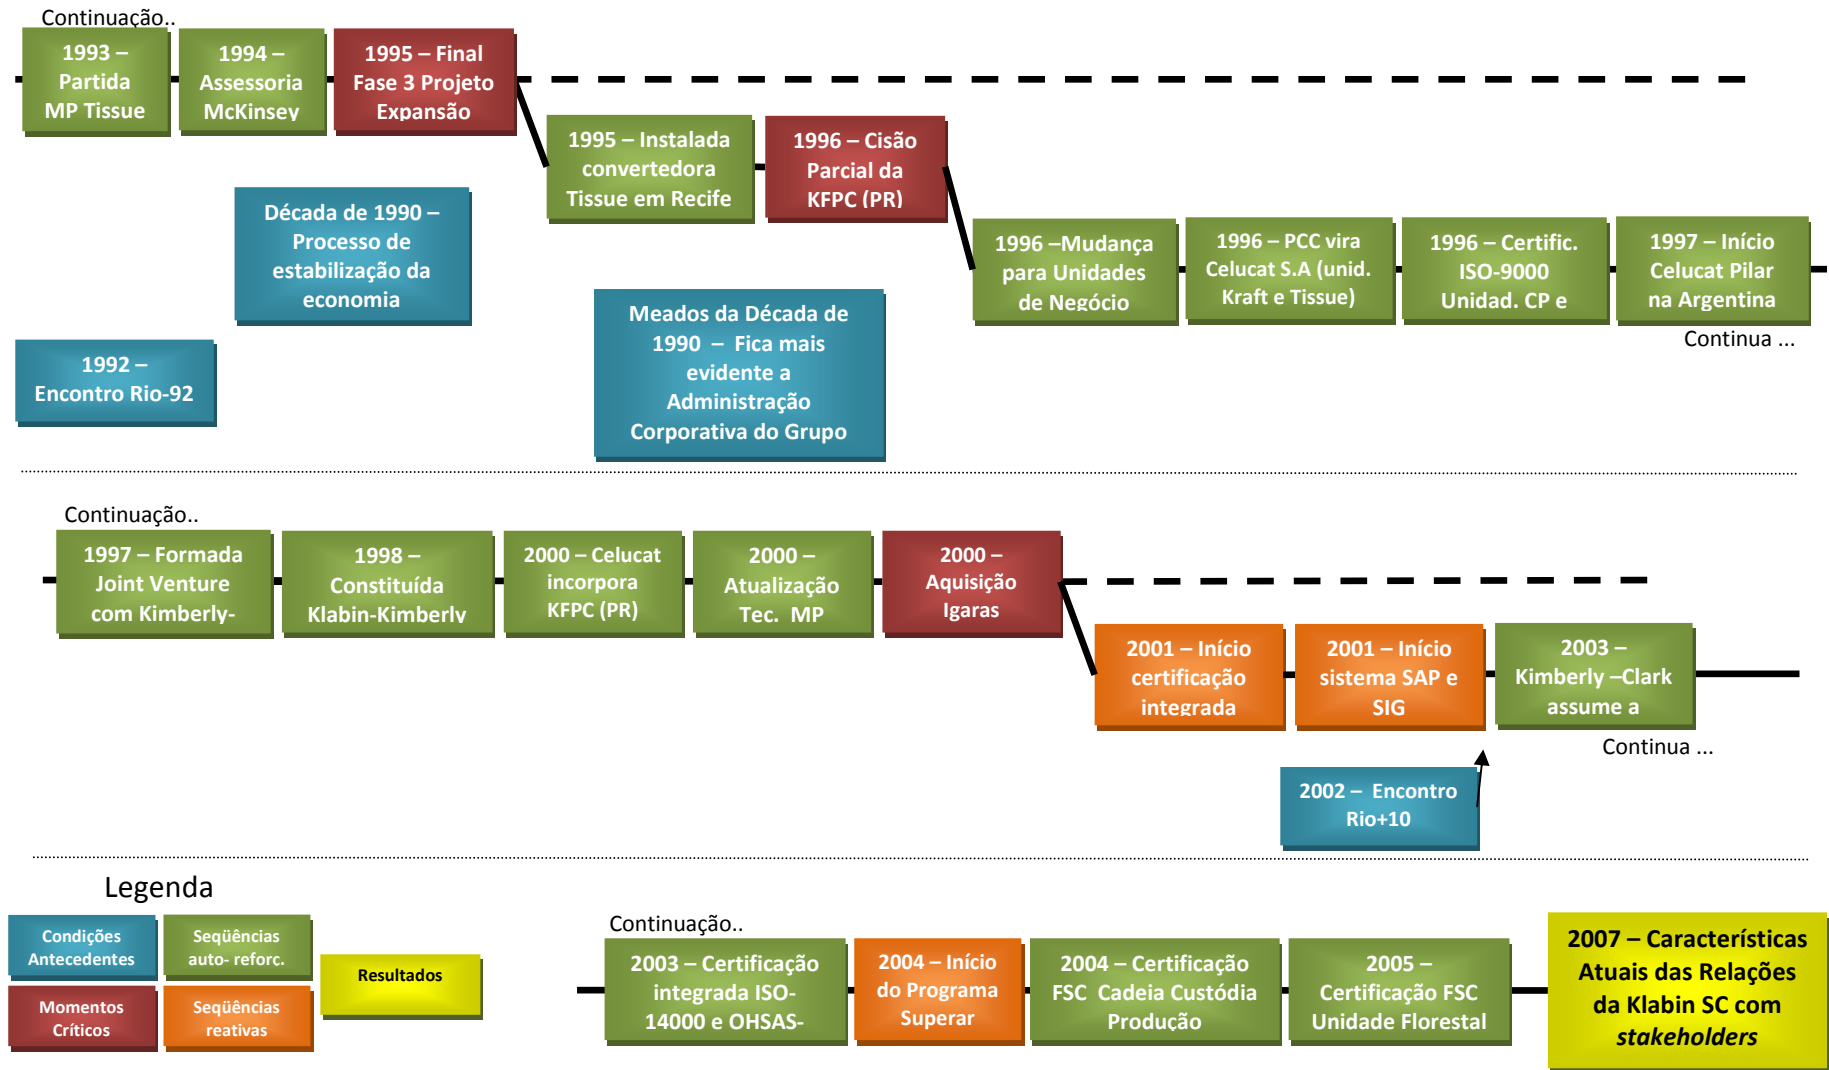 Continuação..
1993 –
Partida
MP Tissue
1994 –
Assessoria
McKinsey
1995 – Final
Fase 3 Projeto
Expansão
1995 – Instalada
convertedora
Tissue em Recife
1996 – Cisão
Parcial da
KFPC (PR)
1996 –Mudança
para Unidades
de Negócio
1996 – PCC vira
Celucat S.A (unid.
Kraft e Tissue)
1996 – Certific.
ISO-9000
Unidad. CP e
1997 – Início
Celucat Pilar
na Argentina
Continua ...
Década de 1990 –
Processo de
estabilização da
economia
Meados da Década de
1990 – Fica mais
evidente a
Administração
Corporativa do Grupo
1992 –
Encontro Rio-92
Continuação..
1997 – Formada
Joint Venture
com Kimberly-
1998 –
Constituída
Klabin-Kimberly
2000 – Celucat
incorpora
KFPC (PR)
2000 –
Atualização
Tec. MP
2000 –
Aquisição
Igaras
2001 – Início
certificação
integrada
2001 – Início
sistema SAP e
SIG
2003 –
Kimberly –Clark
assume a
Continua ...
2002 – Encontro
Rio+10
Legenda
Condições
Antecedentes
Seqüências
auto- reforç.
Momentos
Críticos
Seqüências
reativas
Resultados
Continuação..
2003 – Certificação
integrada ISO-
14000 e OHSAS-
2004 – Início
do Programa
Superar
2004 – Certificação
FSC Cadeia Custódia
Produção
2005 –
Certificação FSC
Unidade Florestal
2007 – Características
Atuais das Relações
da Klabin SC com
stakeholders